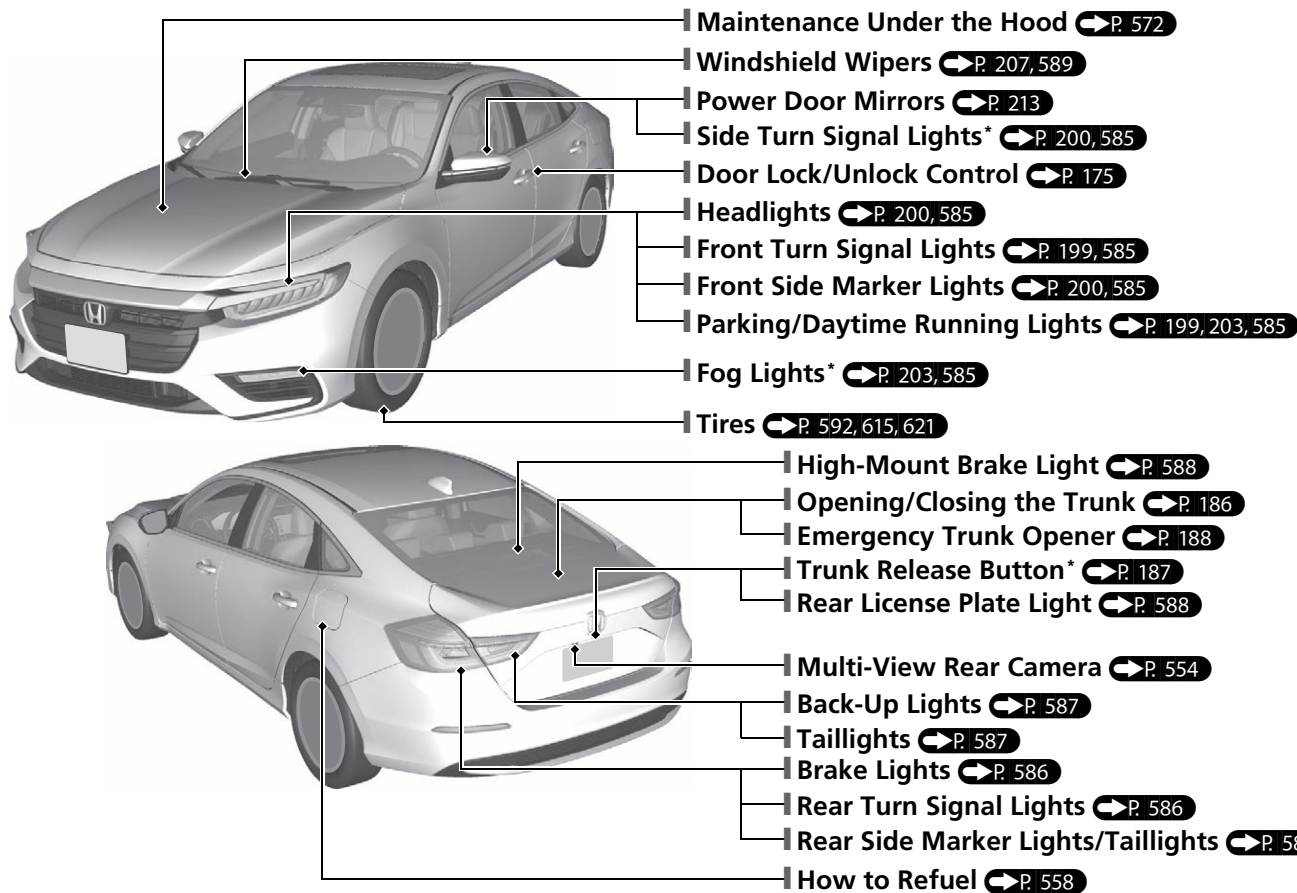 Maintenance Under the Hood P. 572
Windshield Wipers P. 207, 589
Power Door Mirrors P. 213
Side Turn Signal Lights* P. 200, 585
Door Lock/Unlock Control P. 175
Headlights P. 200, 585
Front Turn Signal Lights P. 199, 585
Front Side Marker Lights P. 200, 585
Parking/Daytime Running Lights P. 199, 203, 585
Fog Lights* P. 203, 585
Tires P. 592, 615, 621
High-Mount Brake Light P. 588
Opening/Closing the Trunk P. 186
Emergency Trunk Opener P. 188
Trunk Release Button* P. 187
Rear License Plate Light P. 588
Multi-View Rear Camera P. 554
Back-Up Lights P. 587
Taillights P. 587
Brake Lights P. 586
Rear Turn Signal Lights P. 586
Rear Side Marker Lights/Taillights P.
How to Refuel P. 558